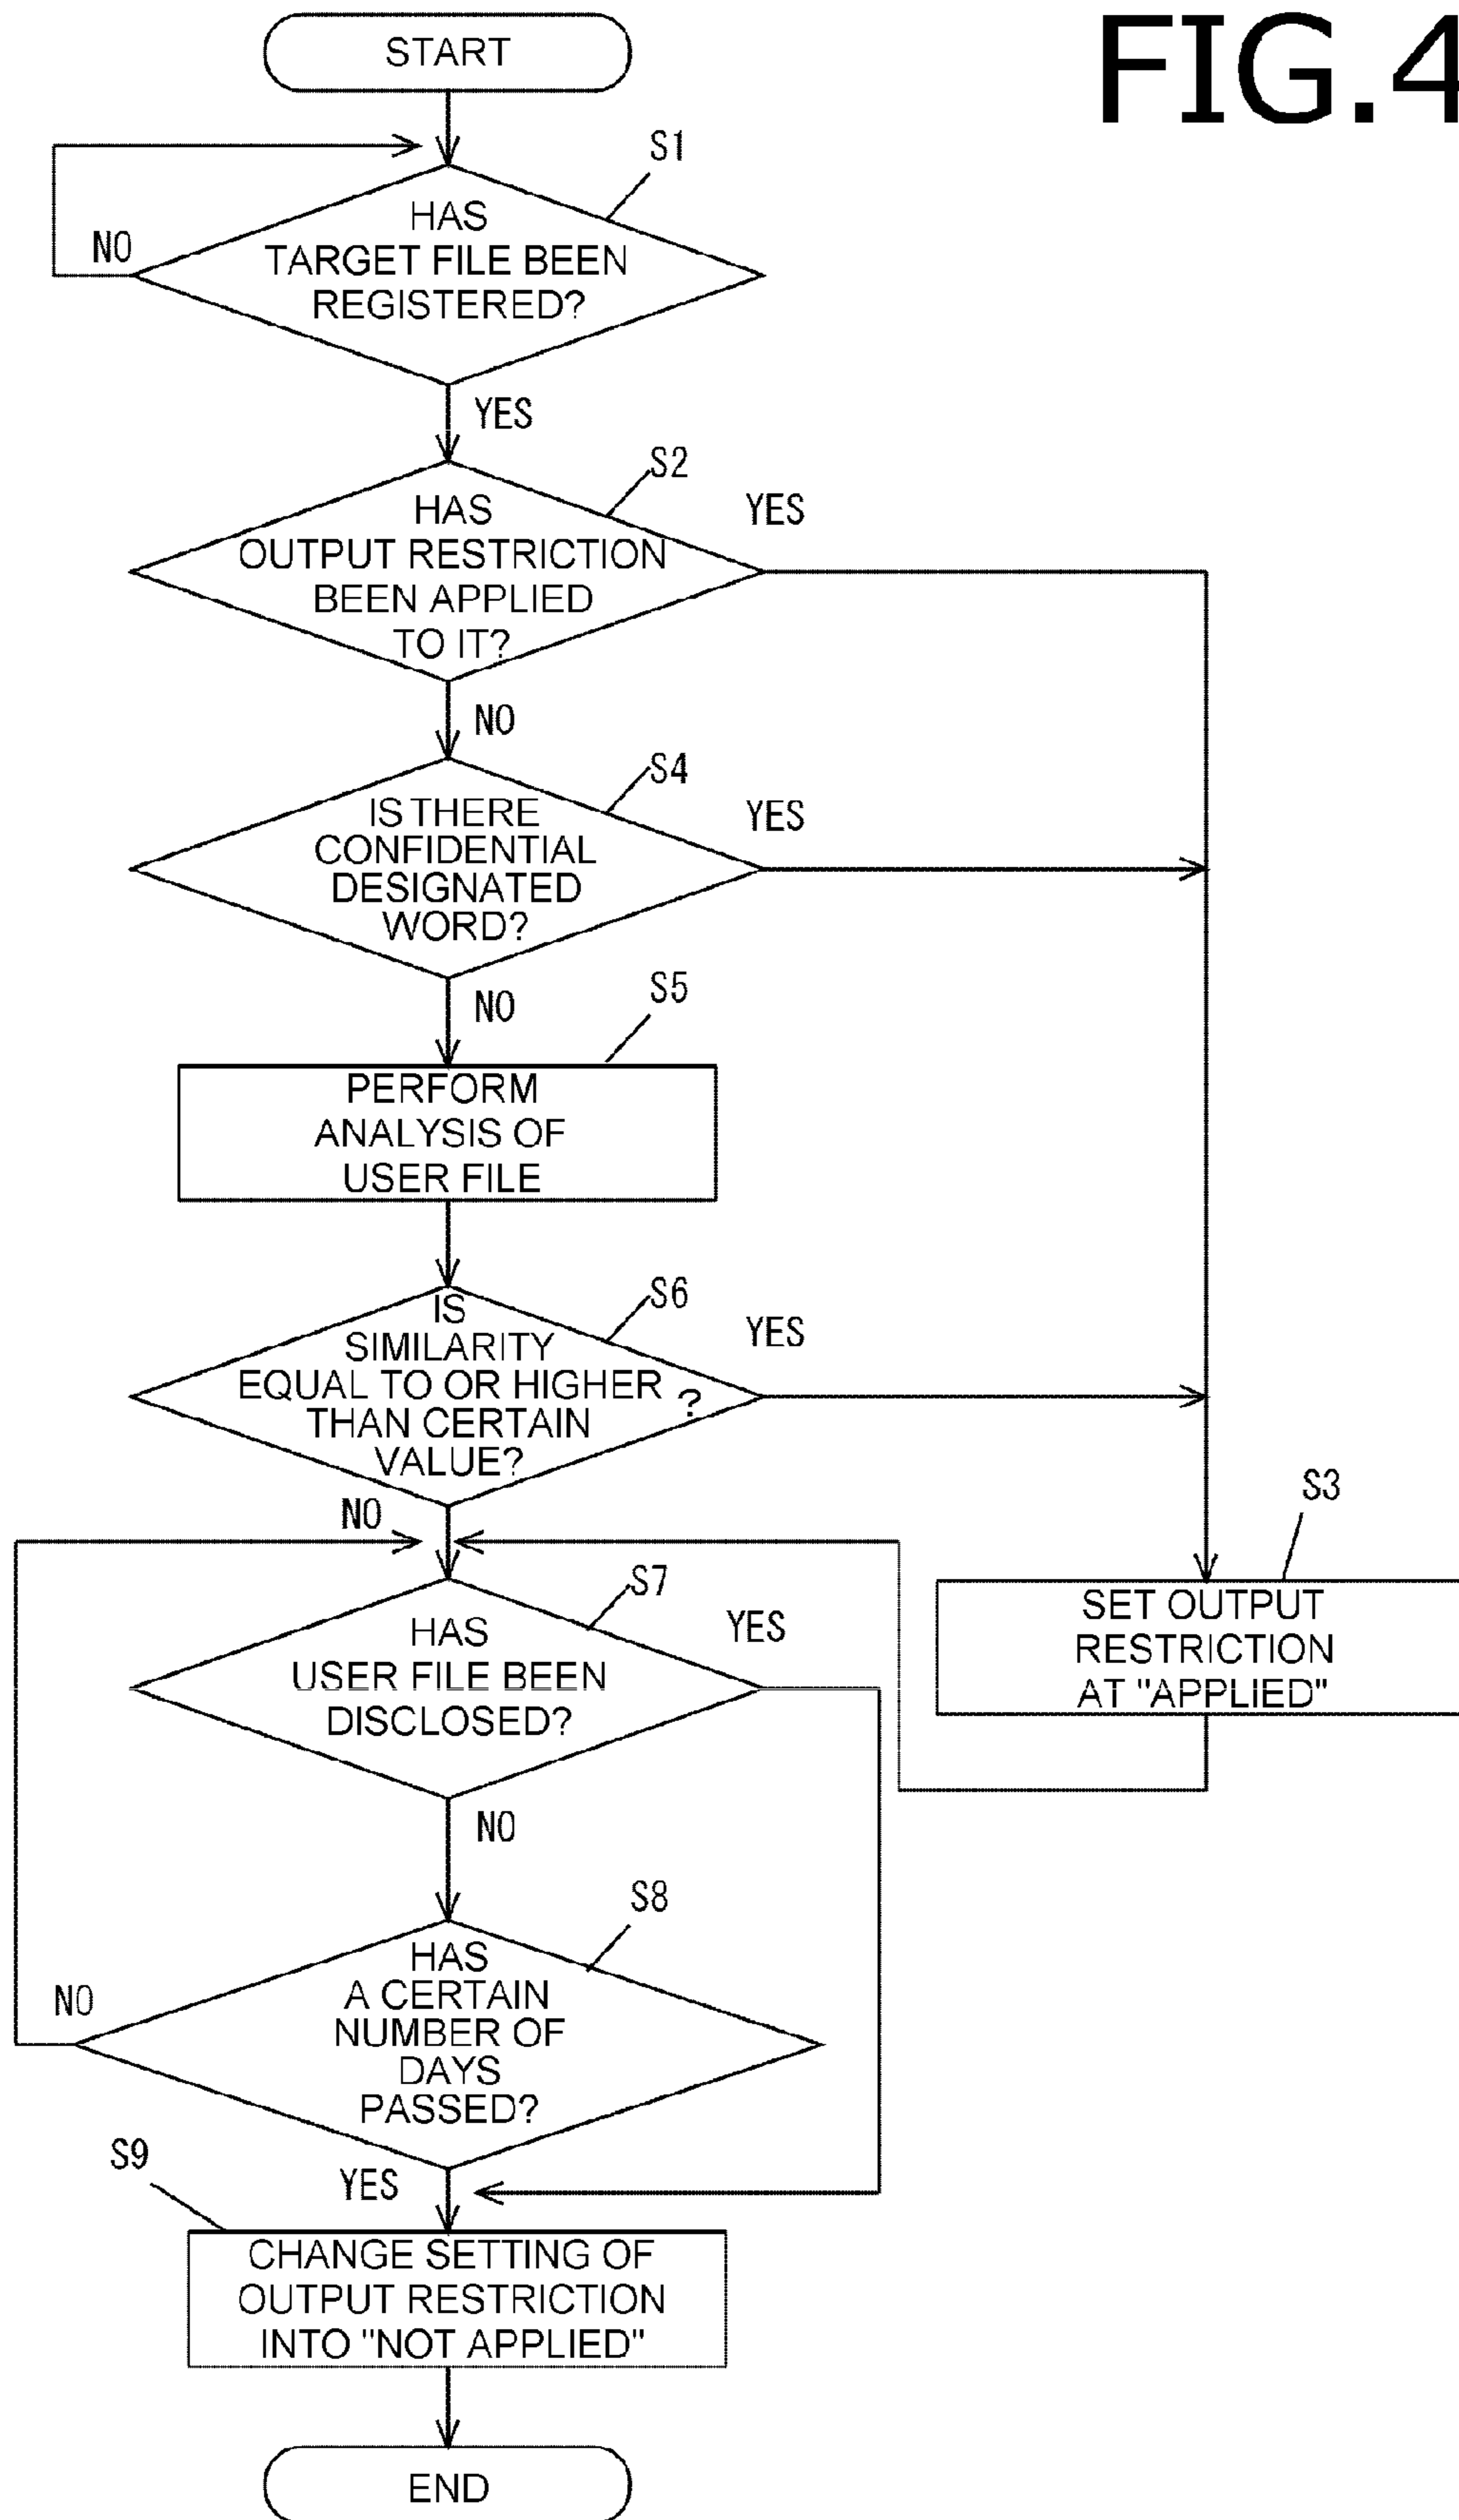 FIG.4
START
S1
HAS
TARGET FILE BEEN
REGISTERED?
NO
YES
S2
HAS
OUTPUT RESTRICTION
BEEN APPLIED
TO IT?
YES
NO
S4
IS THERE
CONFIDENTIAL
DESIGNATED
WORD?
YES
NO
S5
PERFORM
ANALYSIS OF
USER FILE
S6
IS
SIMILARITY
EQUAL TO OR HIGHER ?
THAN CERTAIN
VALUE?
YES
NO
S3
SET OUTPUT
RESTRICTION
AT "APPLIED"
S7
HAS
USER FILE BEEN
DISCLOSED?
YES
NO
S8
HAS
A CERTAIN
NUMBER OF
DAYS
PASSED?
NO
YES
S9
CHANGE SETTING OF
OUTPUT RESTRICTION
INTO "NOT APPLIED"
END